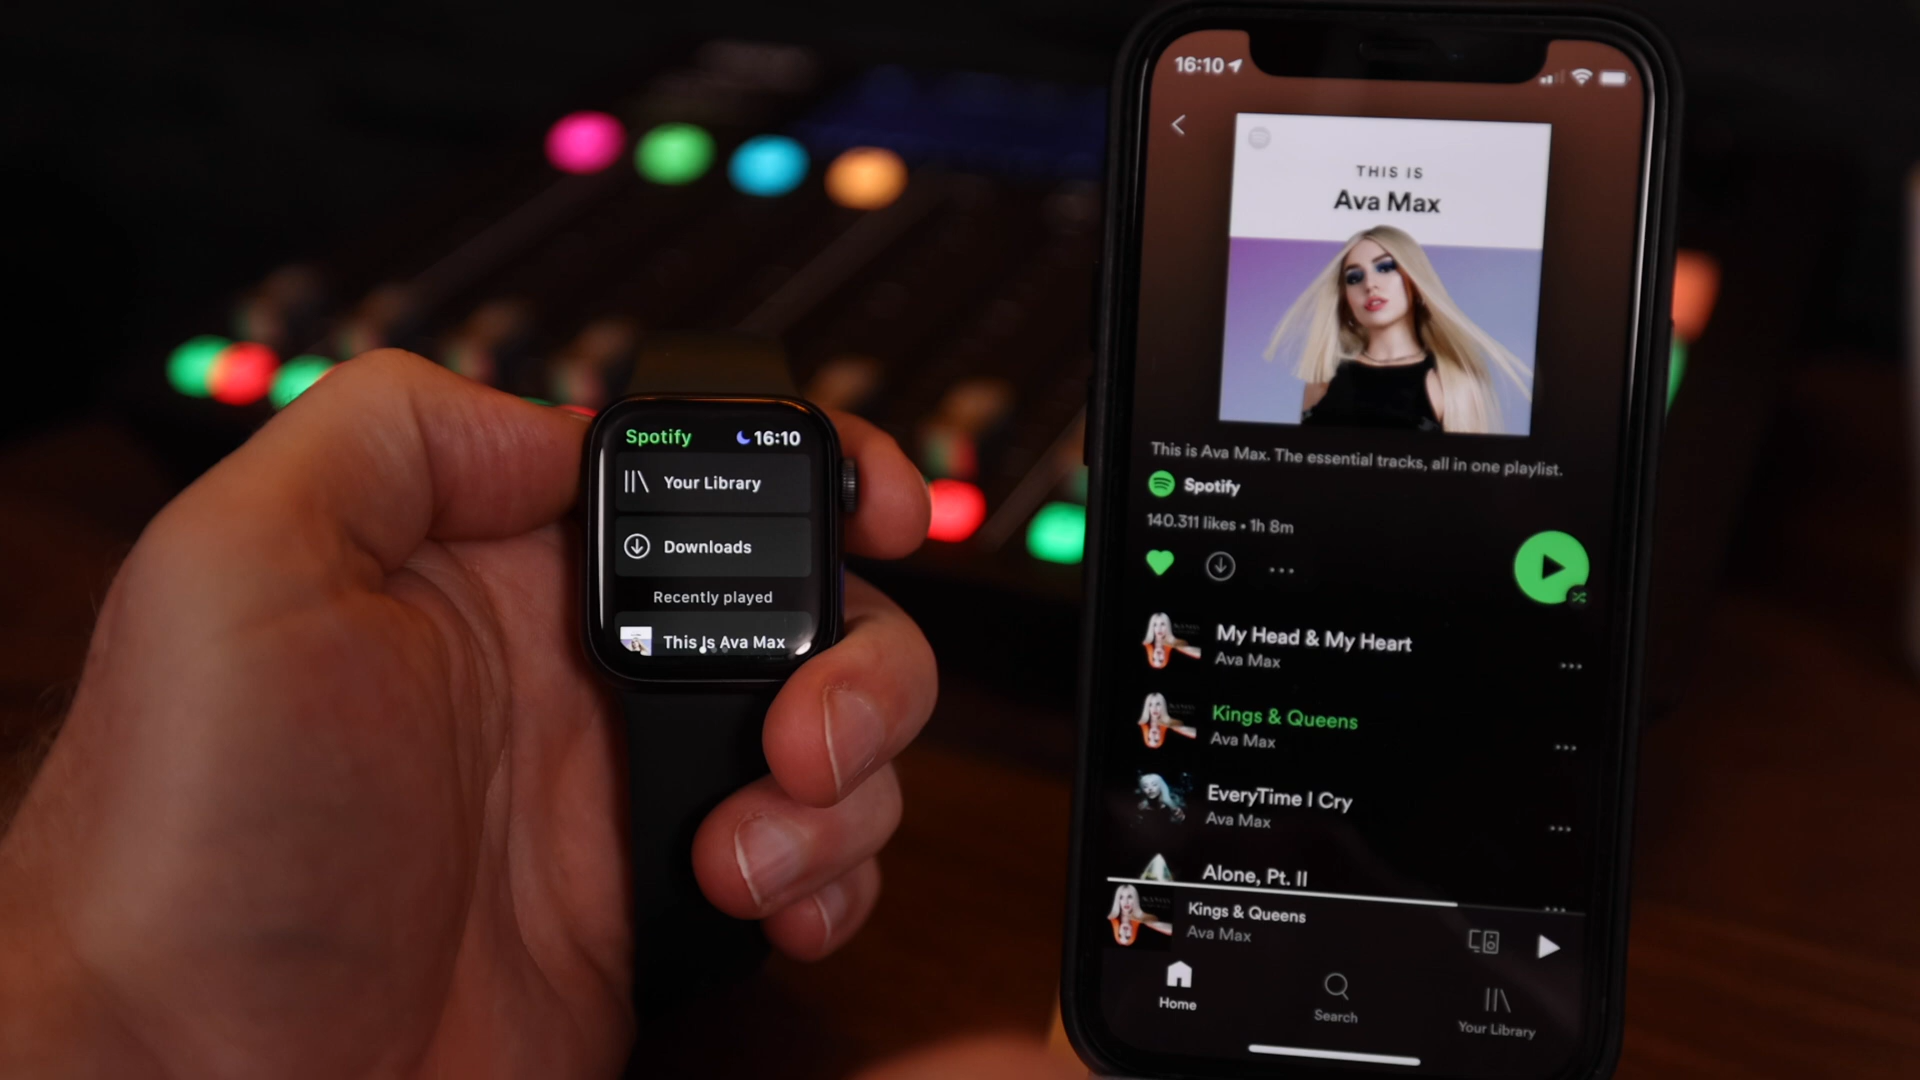 Spotify 16:10
Your Library
Downloads
Recently played
This Is Ava Max
16:10
THIS IS
Ava Max
This is Ava Max. The essential tracks, all in one playlist.
Spotify
140.311 likes • 1h 8m
My Head & My Heart
Ava Max
Kings & Queens
Ava Max
EveryTime I Cry
Ava Max
Alone, Pt. II
Kings & Queens
Ava Max
Home
Search
Your Library